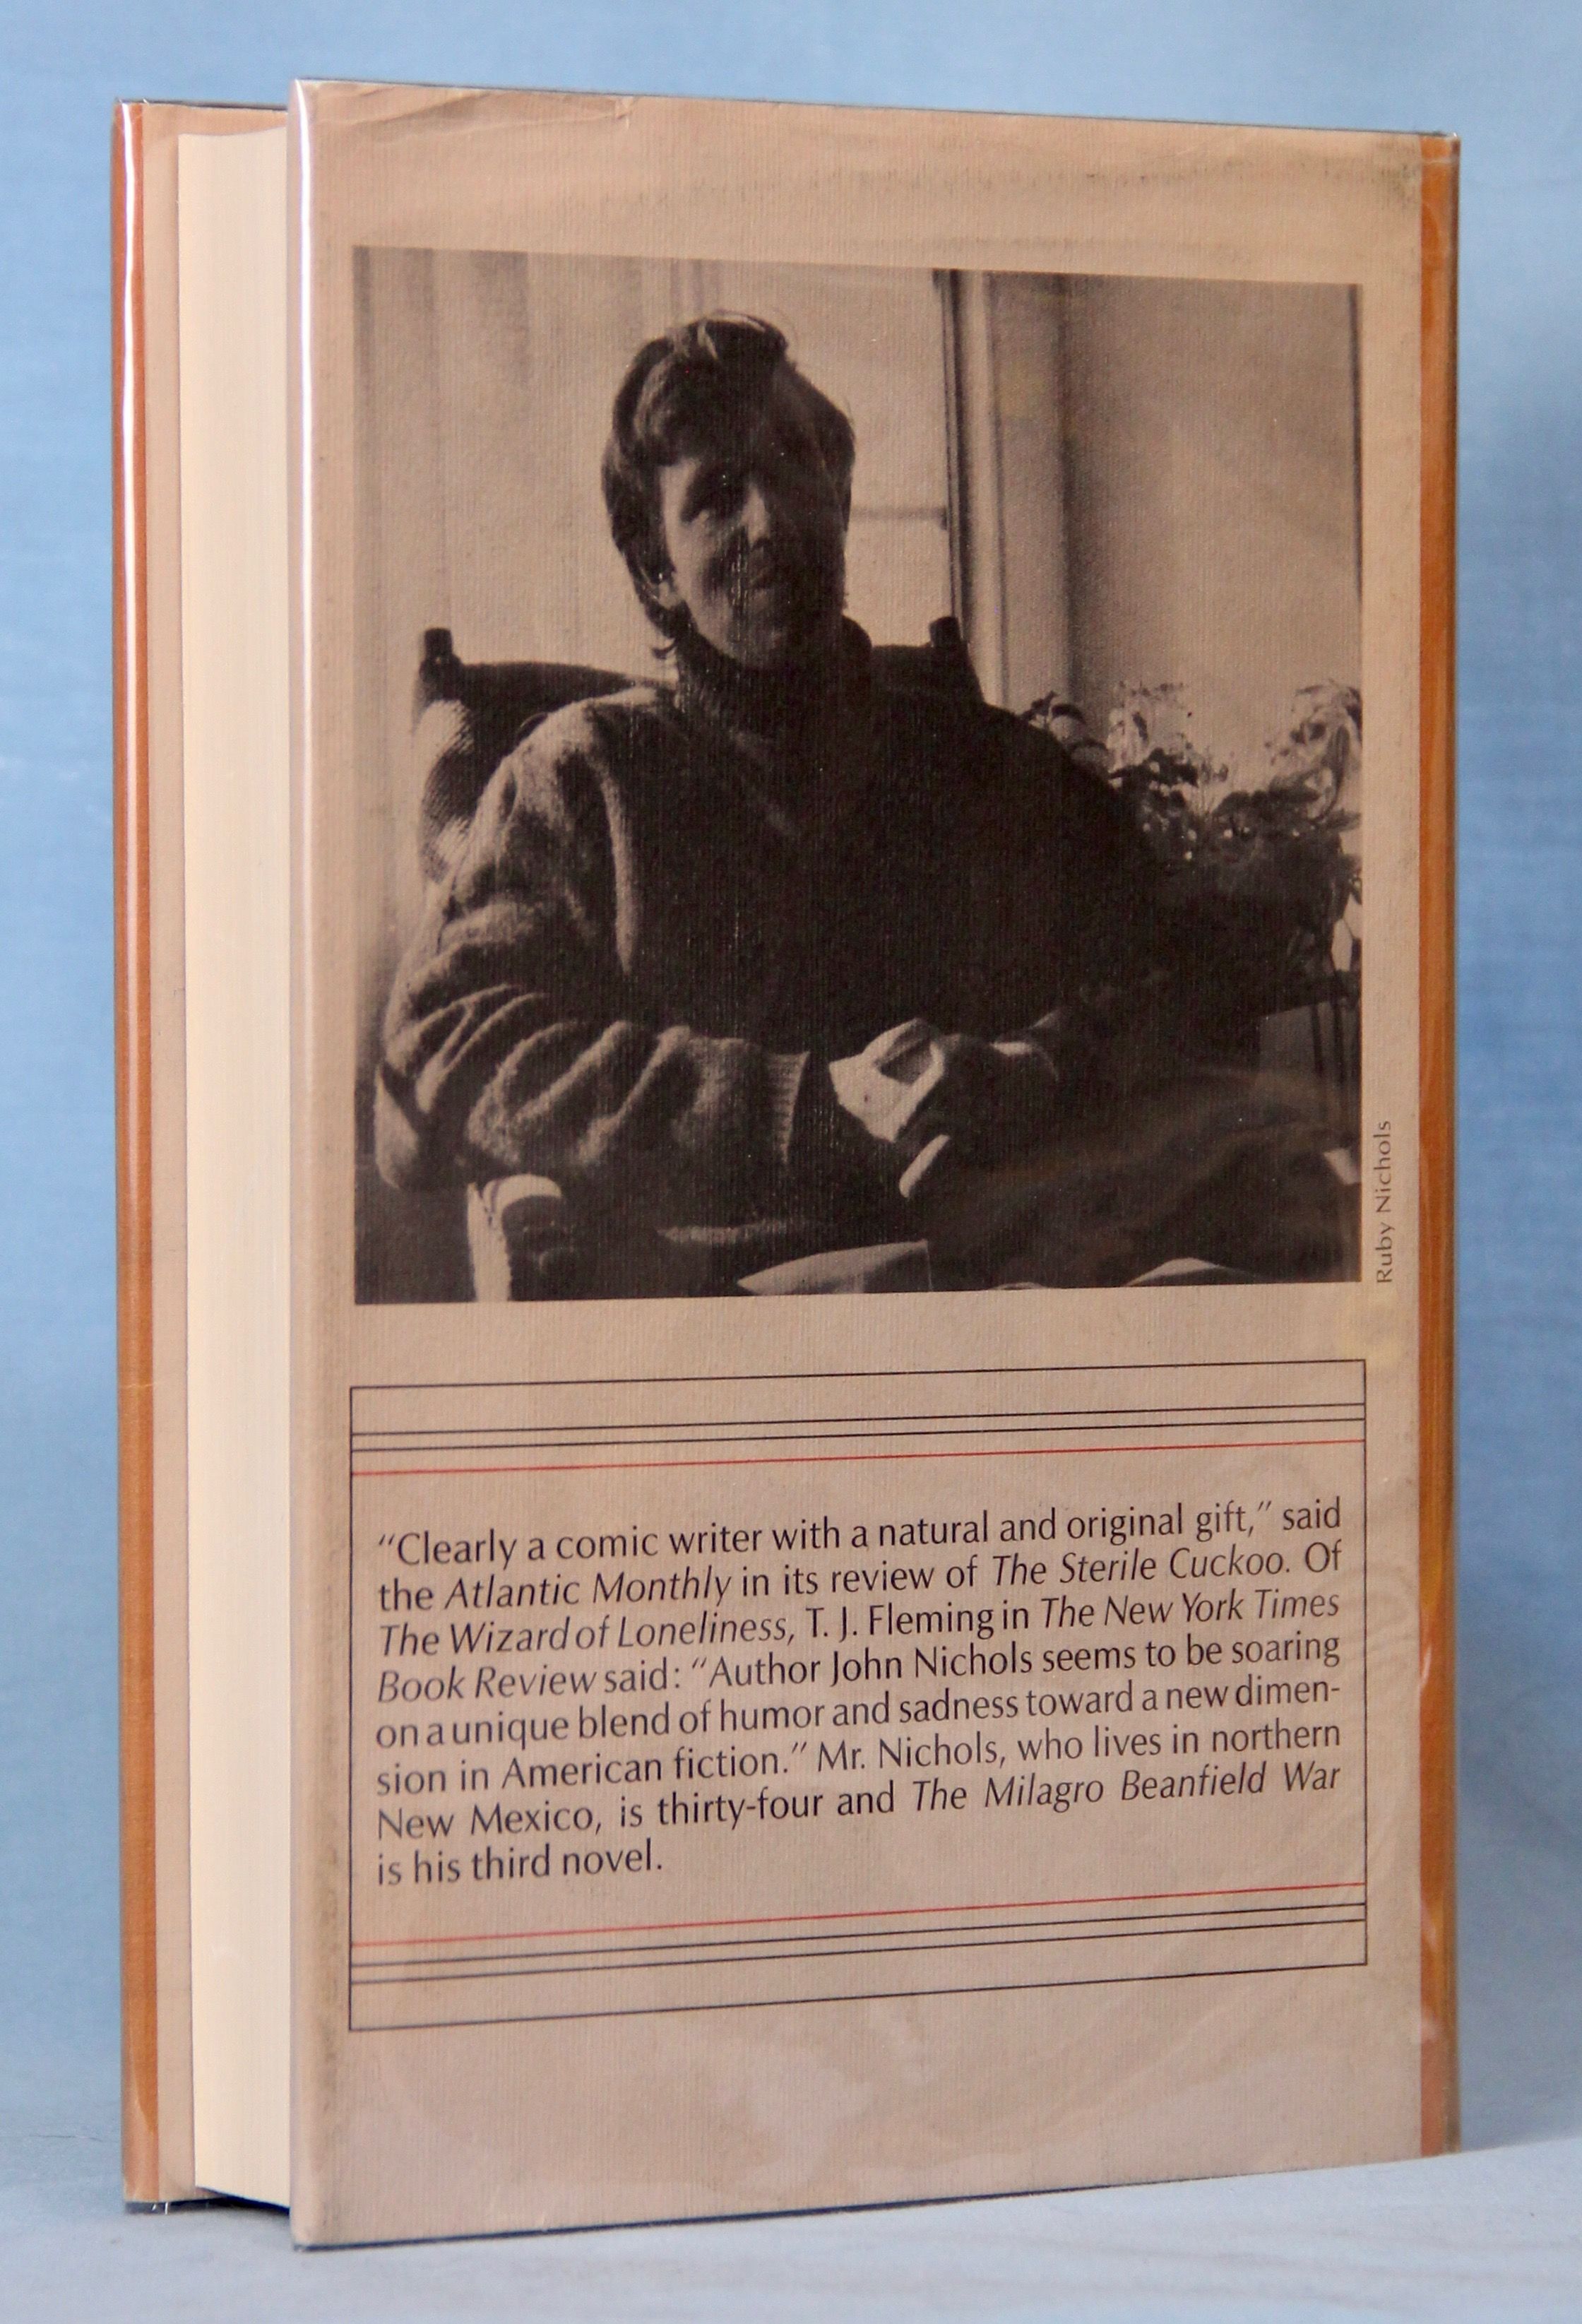 Ruby Nichols
“Clearly a comic writer with a natural and original gift,” said
the Atlantic Monthly in its review of The Sterile Cuckoo. Of
The Wizard of Loneliness, T. J. Fleming in The New York Times
Book Review said: “Author John Nichols seems to be soaring
on a unique blend of humor and sadness toward a new dimen-
sion in American fiction.” Mr. Nichols, who lives in northern
New Mexico, is thirty-four and The Milagro Beanfield War
is his third novel.